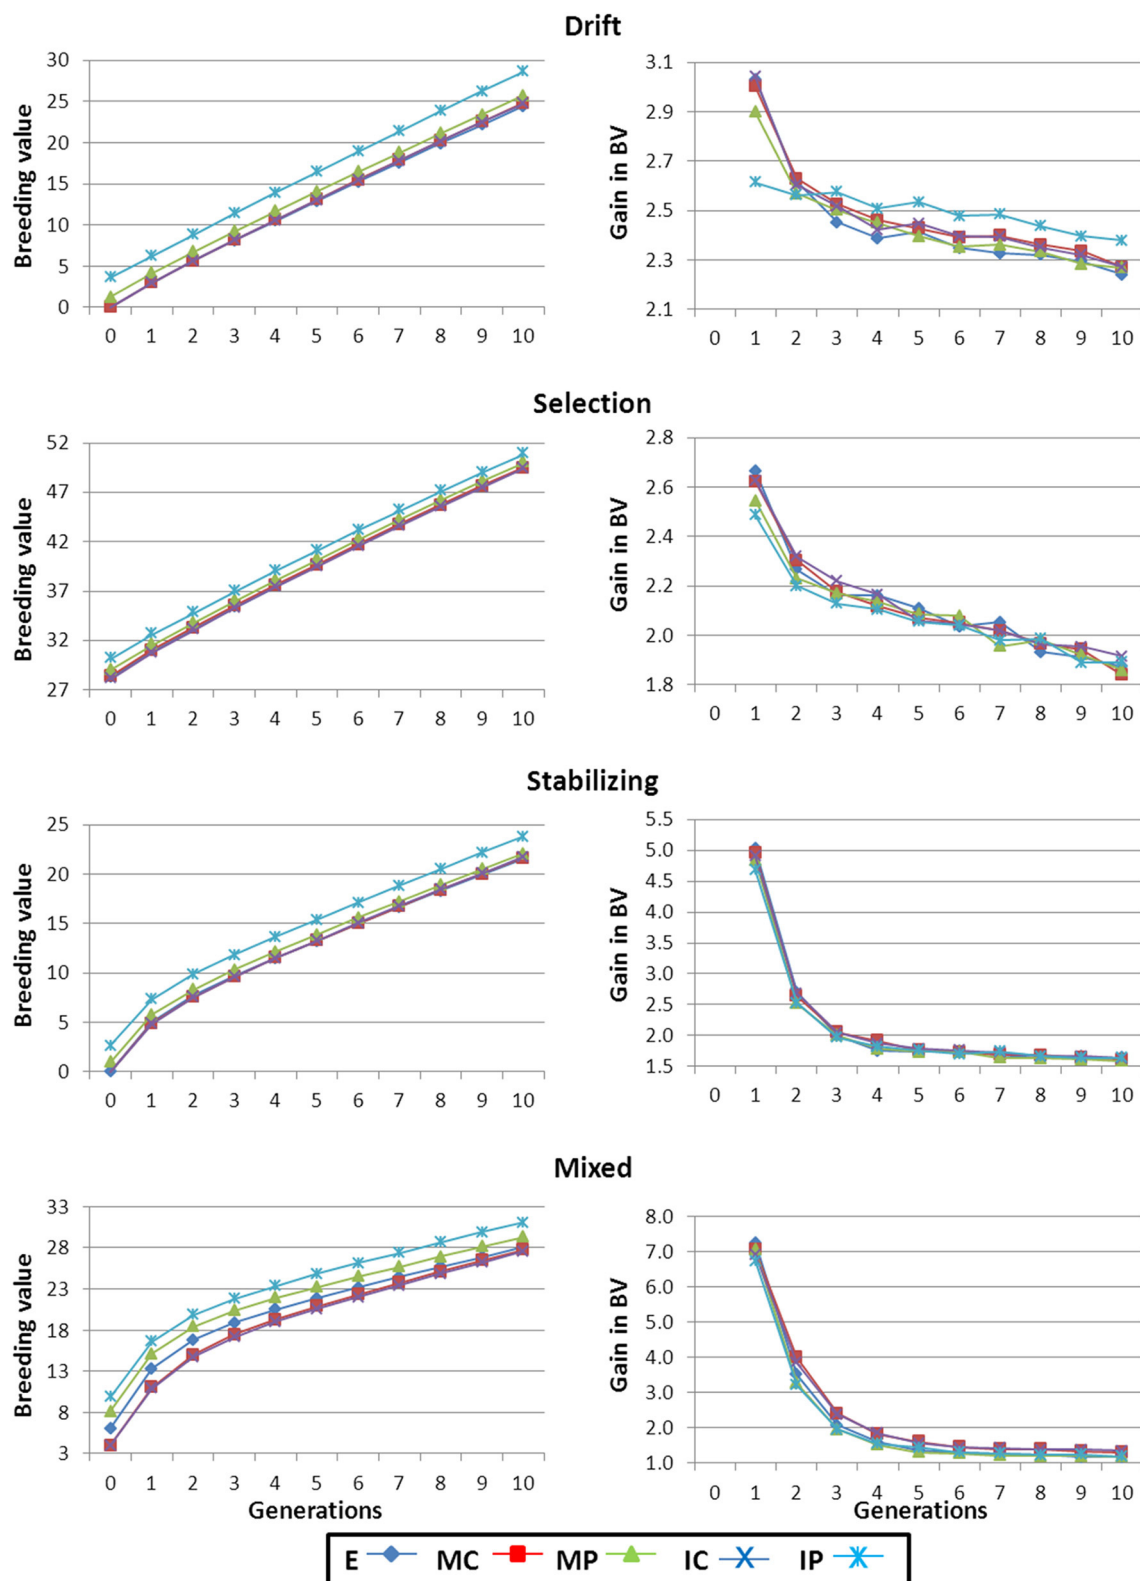 Drift
Breeding value
30
25
20
15
10
5
0
0 1 2 3 4 5 6 7 8 9 10
Gain in BV
3.1
2.9
2.7
2.5
2.3
2.1
0 1 2 3 4 5 6 7 8 9 10
Selection
Breeding value
52
47
42
37
32
27
0 1 2 3 4 5 6 7 8 9 10
Gain in BV
2.8
2.6
2.4
2.2
2.0
1.8
0 1 2 3 4 5 6 7 8 9 10
Stabilizing
Breeding value
25
20
15
10
5
0
0 1 2 3 4 5 6 7 8 9 10
Gain in BV
5.5
5.0
4.5
4.0
3.5
3.0
2.5
2.0
1.5
0 1 2 3 4 5 6 7 8 9 10
Mixed
Breeding value
33
28
23
18
13
8
3
0 1 2 3 4 5 6 7 8 9 10
Generations
Gain in BV
8.0
7.0
6.0
5.0
4.0
3.0
2.0
1.0
0 1 2 3 4 5 6 7 8 9 10
Generations
E MC MP IC IP